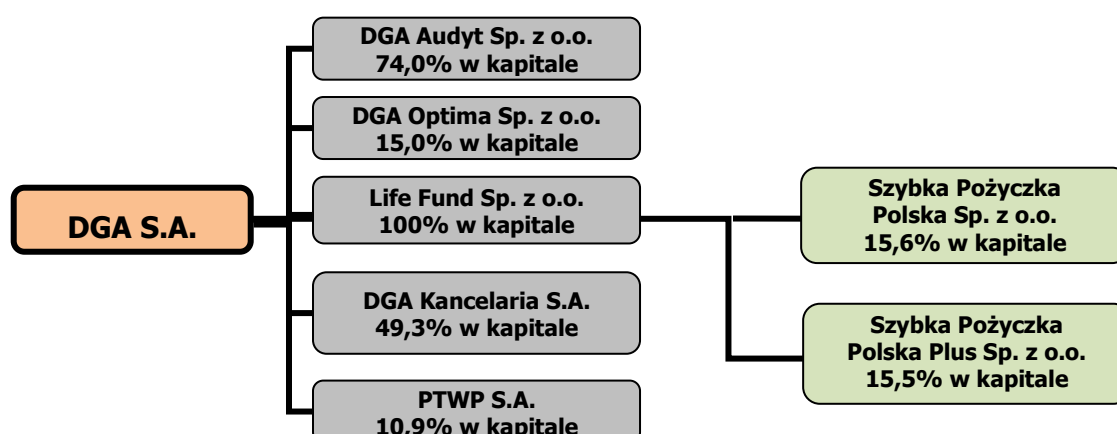 DGA S.A.
DGA Audyt Sp. z o.o.
74,0% w kapitale
DGA Optima Sp. z o.o.
15,0% w kapitale
Life Fund Sp. z o.o.
100% w kapitale
DGA Kancelaria S.A.
49,3% w kapitale
PTWP S.A.
10,9% w kapitale
Szybka Pożyczka
Polska Sp. z o.o.
15,6% w kapitale
Szybka Pożyczka
Polska Plus Sp. z o.o.
15,5% w kapitale